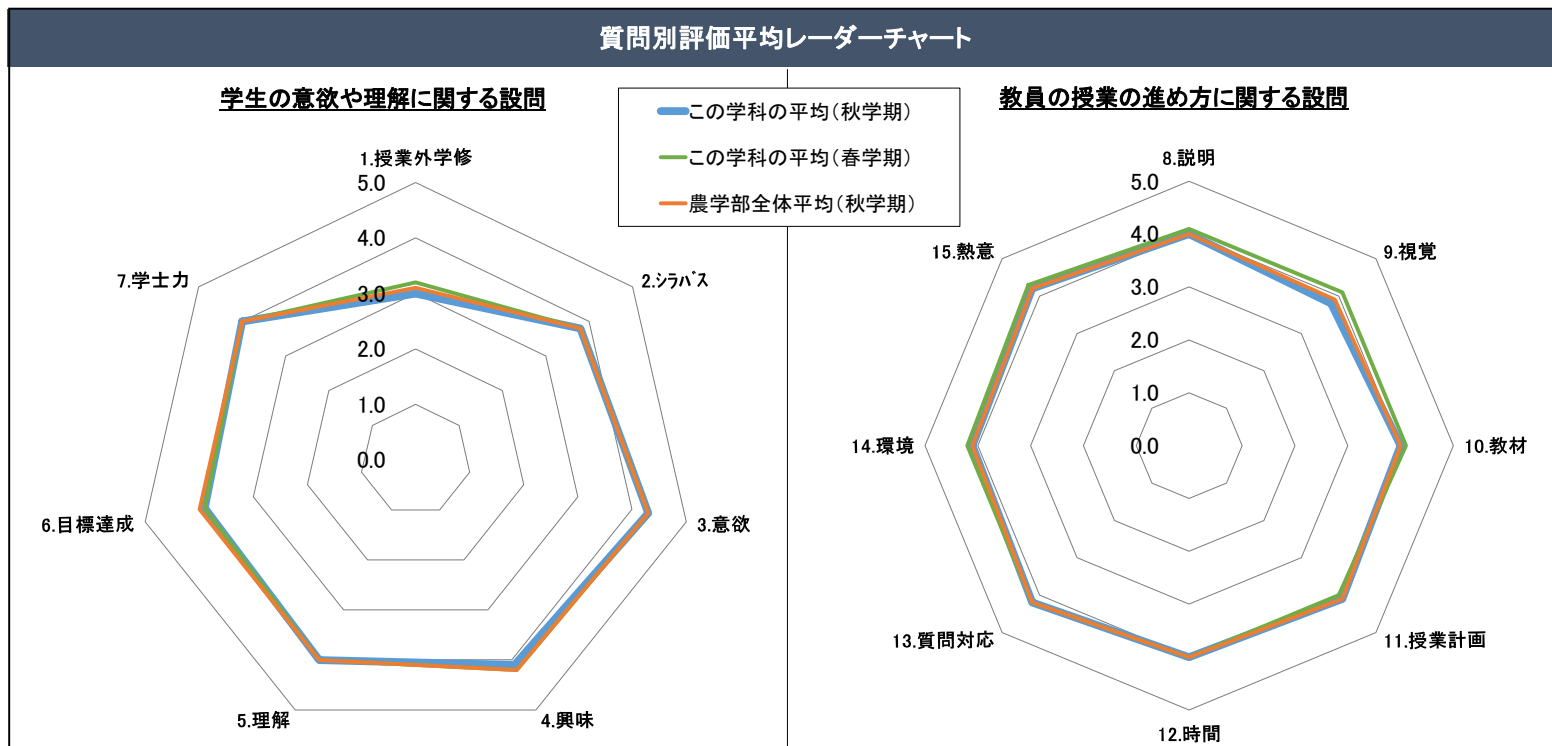 質問別評価平均レーダーチャート
学生の意欲や理解に関する設問
1.授業外学修
2.ｼﾗﾊﾞｽ
3.意欲
4.興味
5.理解
6.目標達成
7.学士力
5.0
4.0
3.0
2.0
1.0
0.0
この学科の平均（秋学期）
この学科の平均（春学期）
農学部全体平均（秋学期）
教員の授業の進め方に関する設問
8.説明
9.視覚
10.教材
11.授業計画
12.時間
13.質問対応
14.環境
15.熱意
5.0
4.0
3.0
2.0
1.0
0.0